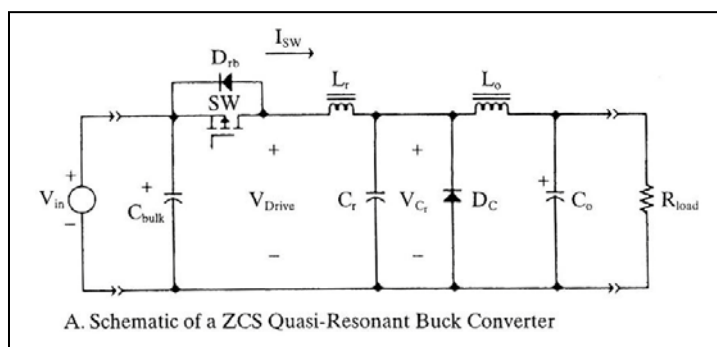 I_SW
D_rb
SW
L_r
L_o
+
V_in
−
+
C_bulk
+
V_Drive
−
C_r
+
V_Cr
−
D_C
+
C_o
R_load
A. Schematic of a ZCS Quasi-Resonant Buck Converter